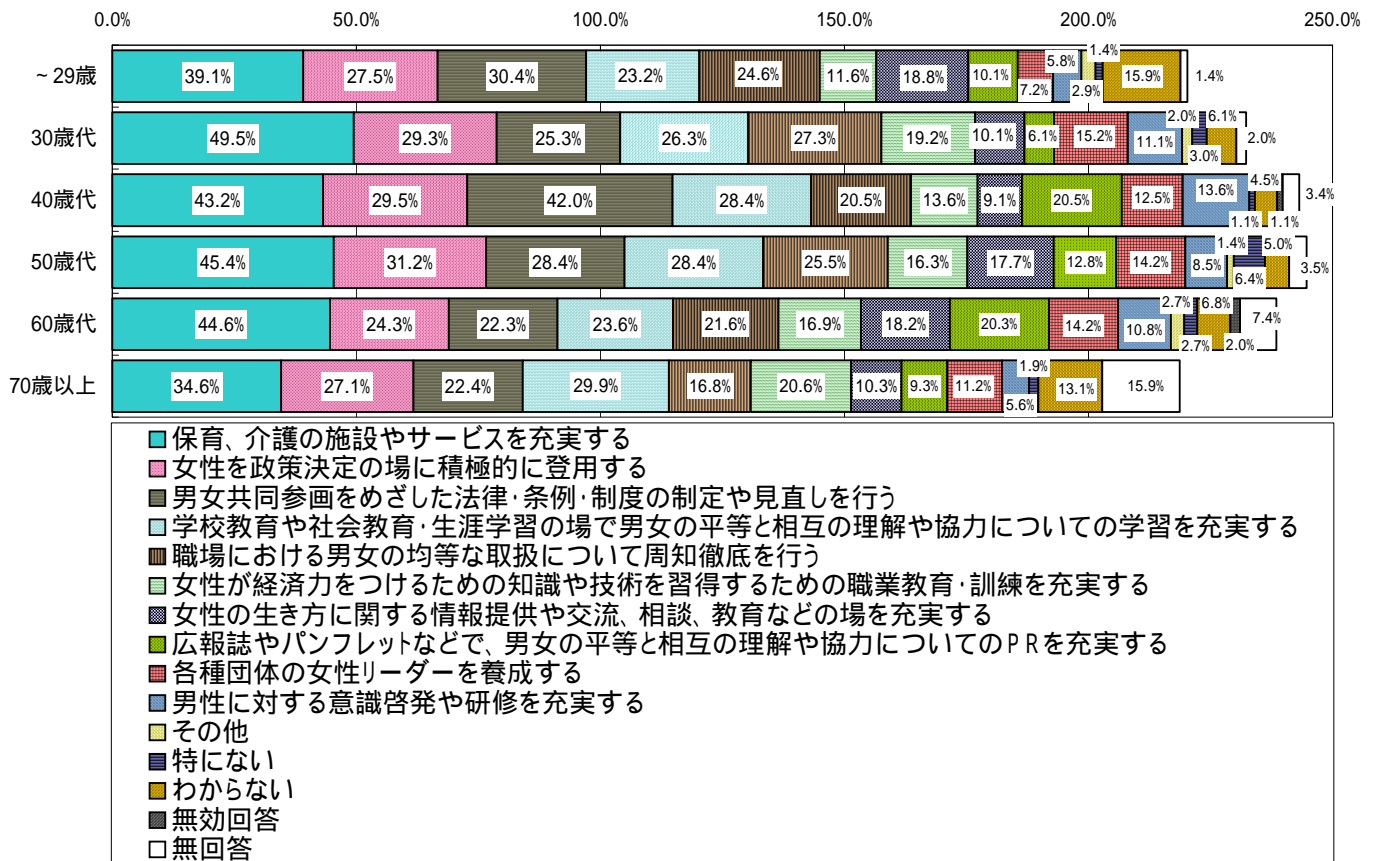 0.0% 50.0% 100.0% 150.0% 200.0% 250.0%
~29歳 39.1% 27.5% 30.4% 23.2% 24.6% 11.6% 18.8% 10.1% 7.2% 5.8% 2.9% 1.4% 15.9% 1.4%
30歳代 49.5% 29.3% 25.3% 26.3% 27.3% 19.2% 10.1% 6.1% 15.2% 11.1% 2.0% 3.0% 6.1% 2.0%
40歳代 43.2% 29.5% 42.0% 28.4% 20.5% 13.6% 9.1% 20.5% 12.5% 13.6% 1.1% 4.5% 1.1% 3.4%
50歳代 45.4% 31.2% 28.4% 28.4% 25.5% 16.3% 17.7% 12.8% 14.2% 8.5% 1.4% 6.4% 5.0% 3.5%
60歳代 44.6% 24.3% 22.3% 23.6% 21.6% 16.9% 18.2% 20.3% 14.2% 10.8% 2.7% 2.7% 6.8% 2.0% 7.4%
70歳以上 34.6% 27.1% 22.4% 29.9% 16.8% 20.6% 10.3% 9.3% 11.2% 5.6% 1.9% 13.1% 15.9%
保育、介護の施設やサービスを充実する
女性を政策決定の場に積極的に登用する
男女共同参画をめざした法律・条例・制度の制定や見直しを行う
学校教育や社会教育・生涯学習の場で男女の平等と相互の理解や協力についての学習を充実する
職場における男女の均等な取扱について周知徹底を行う
女性が経済力をつけるための知識や技術を習得するための職業教育・訓練を充実する
女性の生き方に関する情報提供や交流、相談、教育などの場を充実する
広報誌やパンフレットなどで、男女の平等と相互の理解や協力についてのPRを充実する
各種団体の女性リーダーを養成する
男性に対する意識啓発や研修を充実する
その他
特にない
わからない
無効回答
無回答